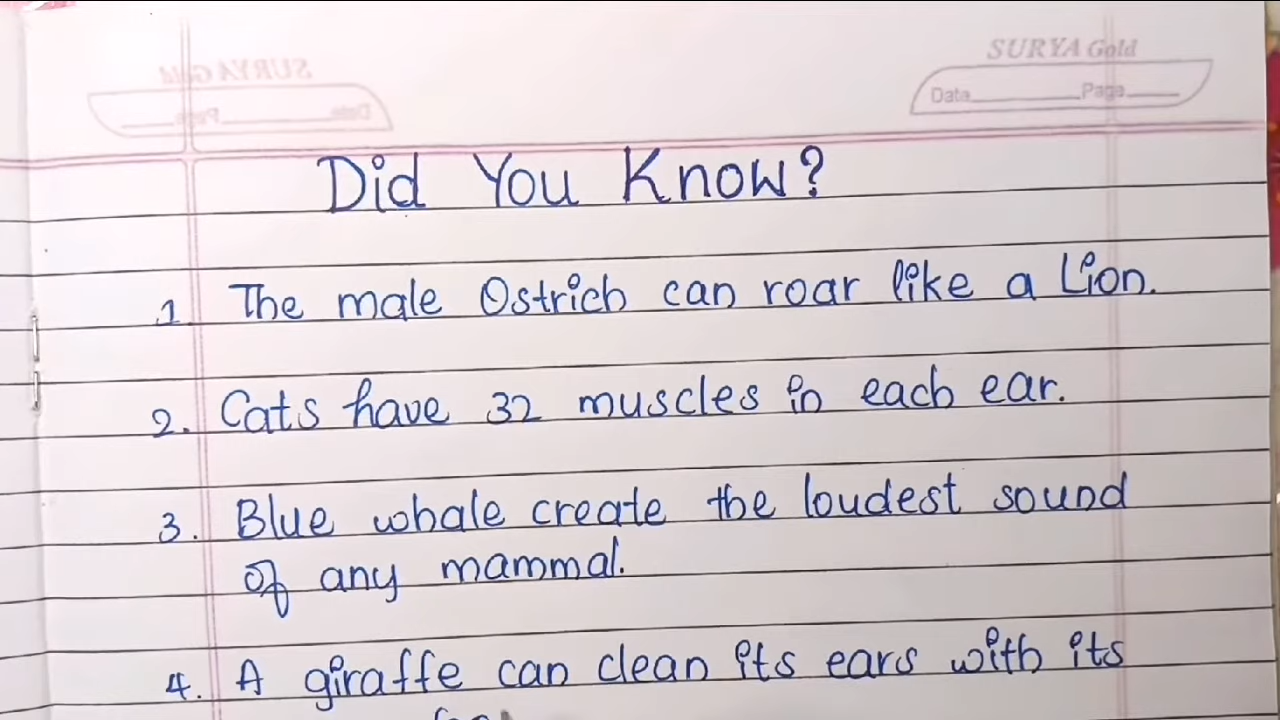 SURYA Gold
Date Page
Did You Know?
1. The male Ostrich can roar like a Lion.
2. Cats have 32 muscles in each ear.
3. Blue whale create the loudest sound
of any mammal.
4. A giraffe can clean its ears with its